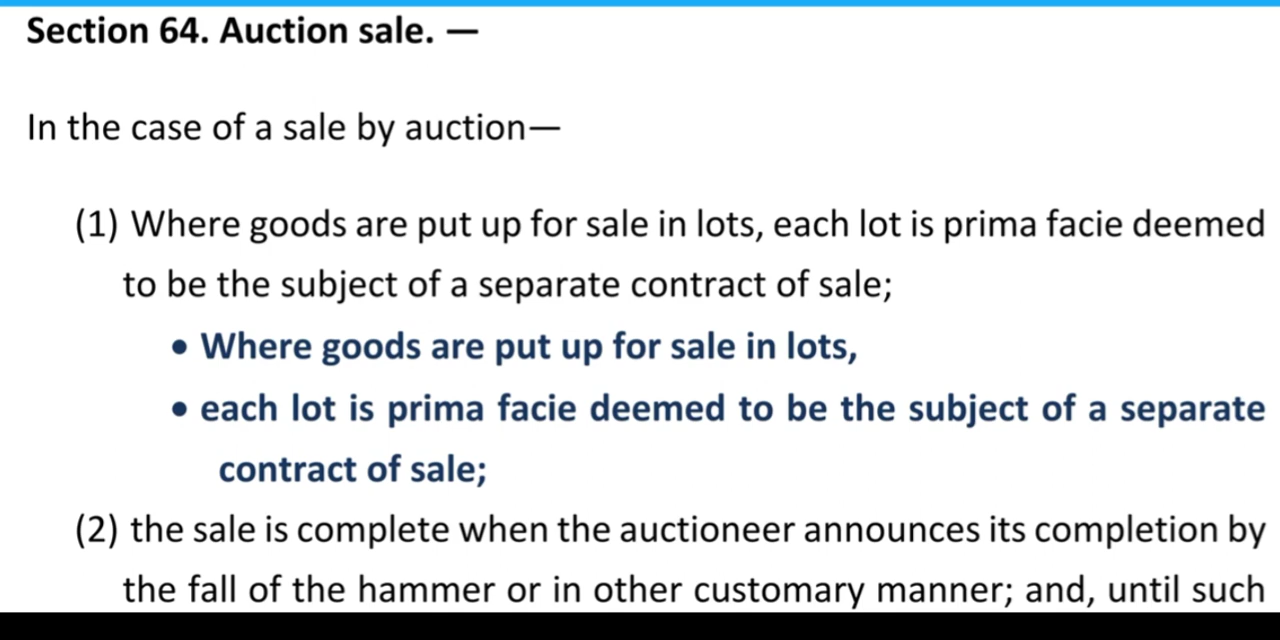 Section 64. Auction sale. —
In the case of a sale by auction—
(1) Where goods are put up for sale in lots, each lot is prima facie deemed
to be the subject of a separate contract of sale;
• Where goods are put up for sale in lots,
• each lot is prima facie deemed to be the subject of a separate
contract of sale;
(2) the sale is complete when the auctioneer announces its completion by
the fall of the hammer or in other customary manner; and, until such